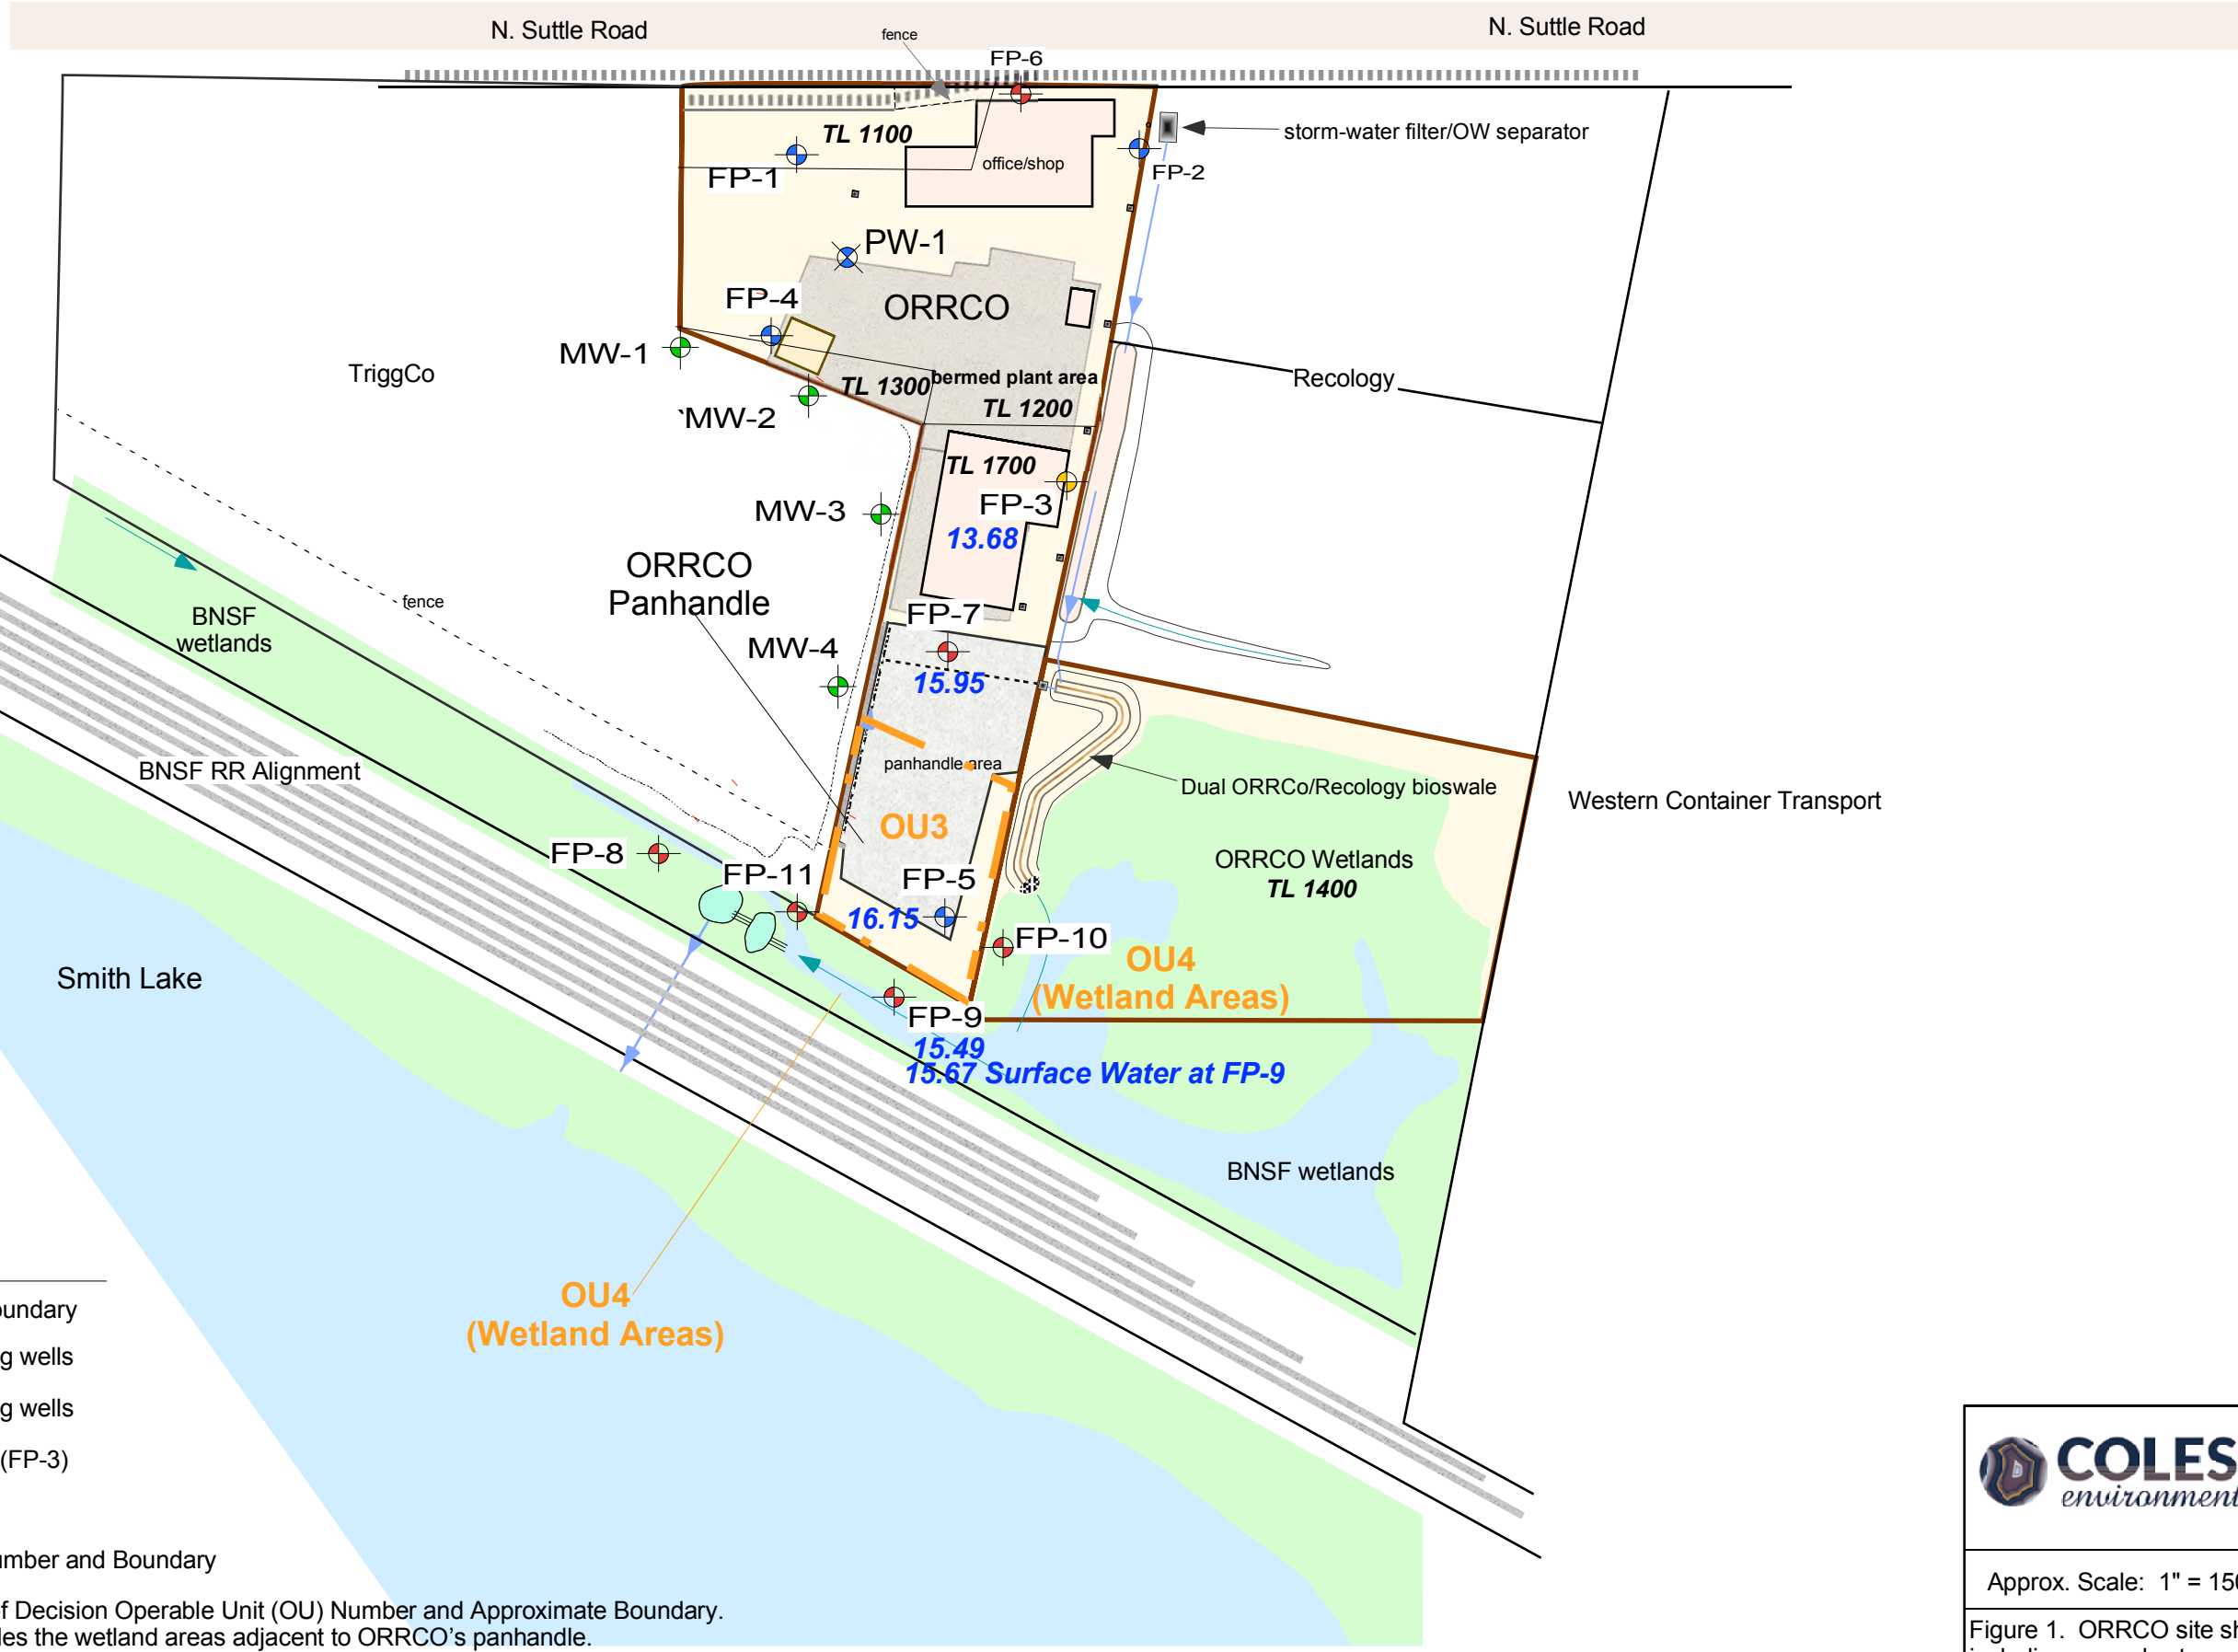 N. Suttle Road
N. Suttle Road
fence
FP-6
TL 1100
storm-water filter/OW separator
office/shop
FP-1
FP-2
PW-1
FP-4
ORRCO
MW-1
TriggCo
TL 1300
bermed plant area
Recology
TL 1200
`MW-2
TL 1700
FP-3
MW-3
13.68
ORRCO
Panhandle
fence
BNSF
wetlands
FP-7
MW-4
15.95
BNSF RR Alignment
panhandle area
Dual ORRCo/Recology bioswale
Western Container Transport
OU3
FP-8
ORRCO Wetlands
TL 1400
FP-11
FP-5
16.15
FP-10
OU4
(Wetland Areas)
Smith Lake
FP-9
15.49
15.67 Surface Water at FP-9
BNSF wetlands
OU4
(Wetland Areas)
oundary
g wells
g wells
(FP-3)
umber and Boundary
f Decision Operable Unit (OU) Number and Approximate Boundary.
les the wetland areas adjacent to ORRCO's panhandle.
COLES
environment
Approx. Scale: 1" = 150
Figure 1. ORRCO site sh